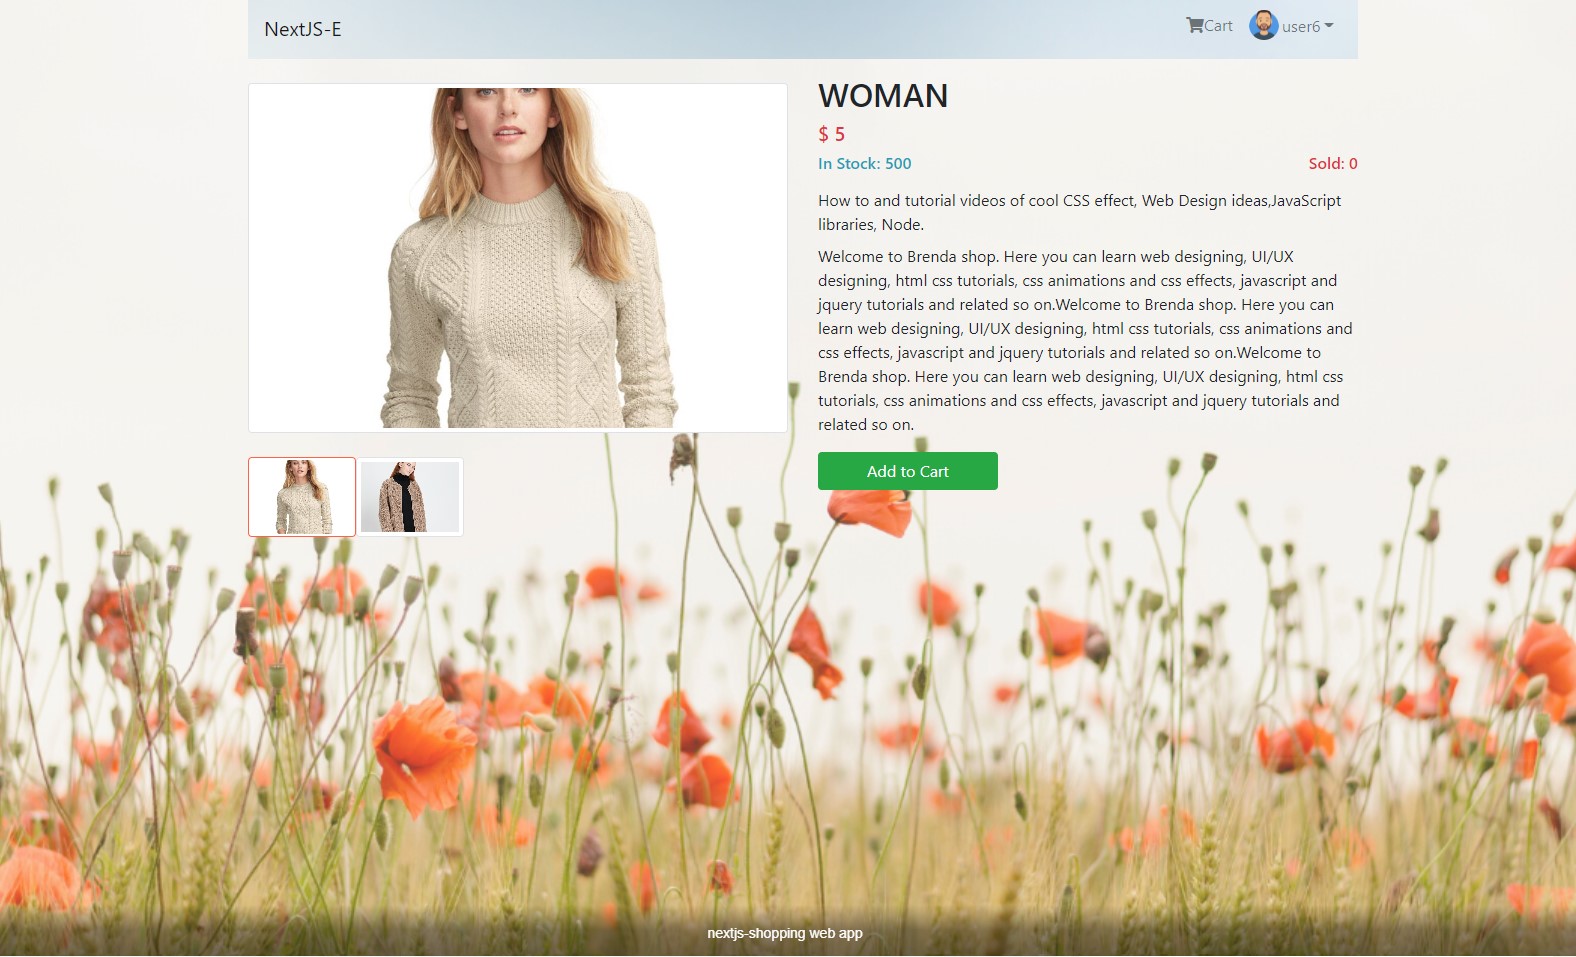 NextJS-E
Cart
user6
WOMAN
$ 5
In Stock: 500
Sold: 0
How to and tutorial videos of cool CSS effect, Web Design ideas,JavaScript
libraries, Node.
Welcome to Brenda shop. Here you can learn web designing, UI/UX
designing, html css tutorials, css animations and css effects, javascript and
jquery tutorials and related so on.Welcome to Brenda shop. Here you can
learn web designing, UI/UX designing, html css tutorials, css animations and
css effects, javascript and jquery tutorials and related so on.Welcome to
Brenda shop. Here you can learn web designing, UI/UX designing, html css
tutorials, css animations and css effects, javascript and jquery tutorials and
related so on.
Add to Cart
nextjs-shopping web app